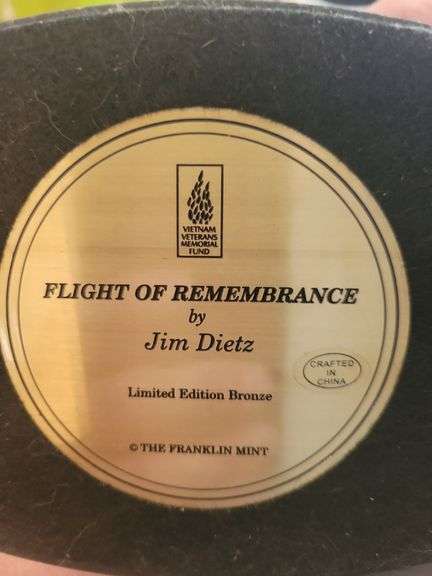 VIETNAM
VETERANS
MEMORIAL
FUND
FLIGHT OF REMEMBRANCE
by
Jim Dietz
CRAFTED
IN
CHINA
Limited Edition Bronze
© THE FRANKLIN MINT